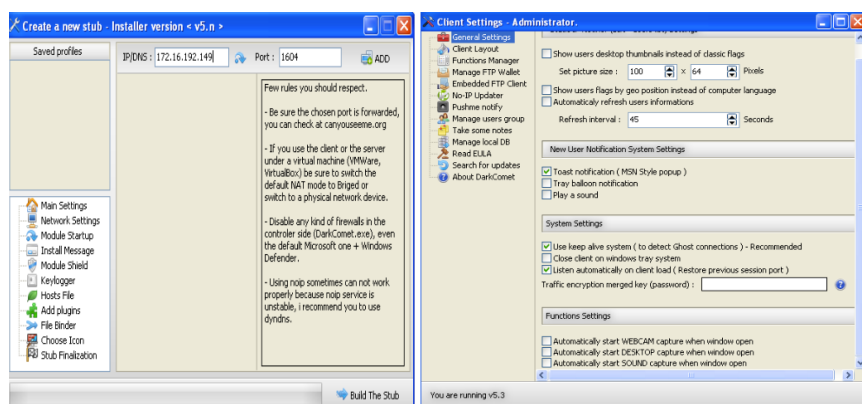 Create a new stub - Installer version < v5.n >
Saved profiles
IP/DNS : 172.16.192.149
Port : 1604
ADD
Few rules you should respect.
- Be sure the chosen port is forwarded,
you can check at canyouseeme.org
- If you use the client or the server
under a virtual machine (VMWare,
VirtualBox) be sure to switch the
default NAT mode to Briged or
switch to a physical network device.
- Disable any kind of firewalls in the
controler side (DarkComet.exe), even
the default Microsoft one + Windows
Defender.
- Using noip sometimes can not work
properly because noip service is
unstable, i recommend you to use
dyndns.
Main Settings
Network Settings
Module Startup
Install Message
Module Shield
Keylogger
Hosts File
Add plugins
File Binder
Choose Icon
Stub Finalization
Build The Stub
Client Settings - Administrator.
General Settings
Client Layout
Functions Manager
Manage FTP Wallet
Embedded FTP Client
No-IP Updater
Pushme notify
Manage users group
Take some notes
Manage local DB
Read EULA
Search for updates
About DarkComet
Settings
Show users desktop thumbnails instead of classic flags
Set picture size : 100 x 64 Pixels
Show users flags by geo position instead of computer language
Automaticaly refresh users informations
Refresh interval : 45 Seconds
New User Notification System Settings
Toast notification ( MSN Style popup )
Tray balloon notification
Play a sound
System Settings
Use keep alive system ( to detect Ghost connections ) - Recommended
Close client on windows tray system
Listen automatically on client load ( Restore previous session port )
Traffic encryption merged key (password) :
Functions Settings
Automatically start WEBCAM capture when window open
Automatically start DESKTOP capture when window open
Automatically start SOUND capture when window open
You are running v5.3